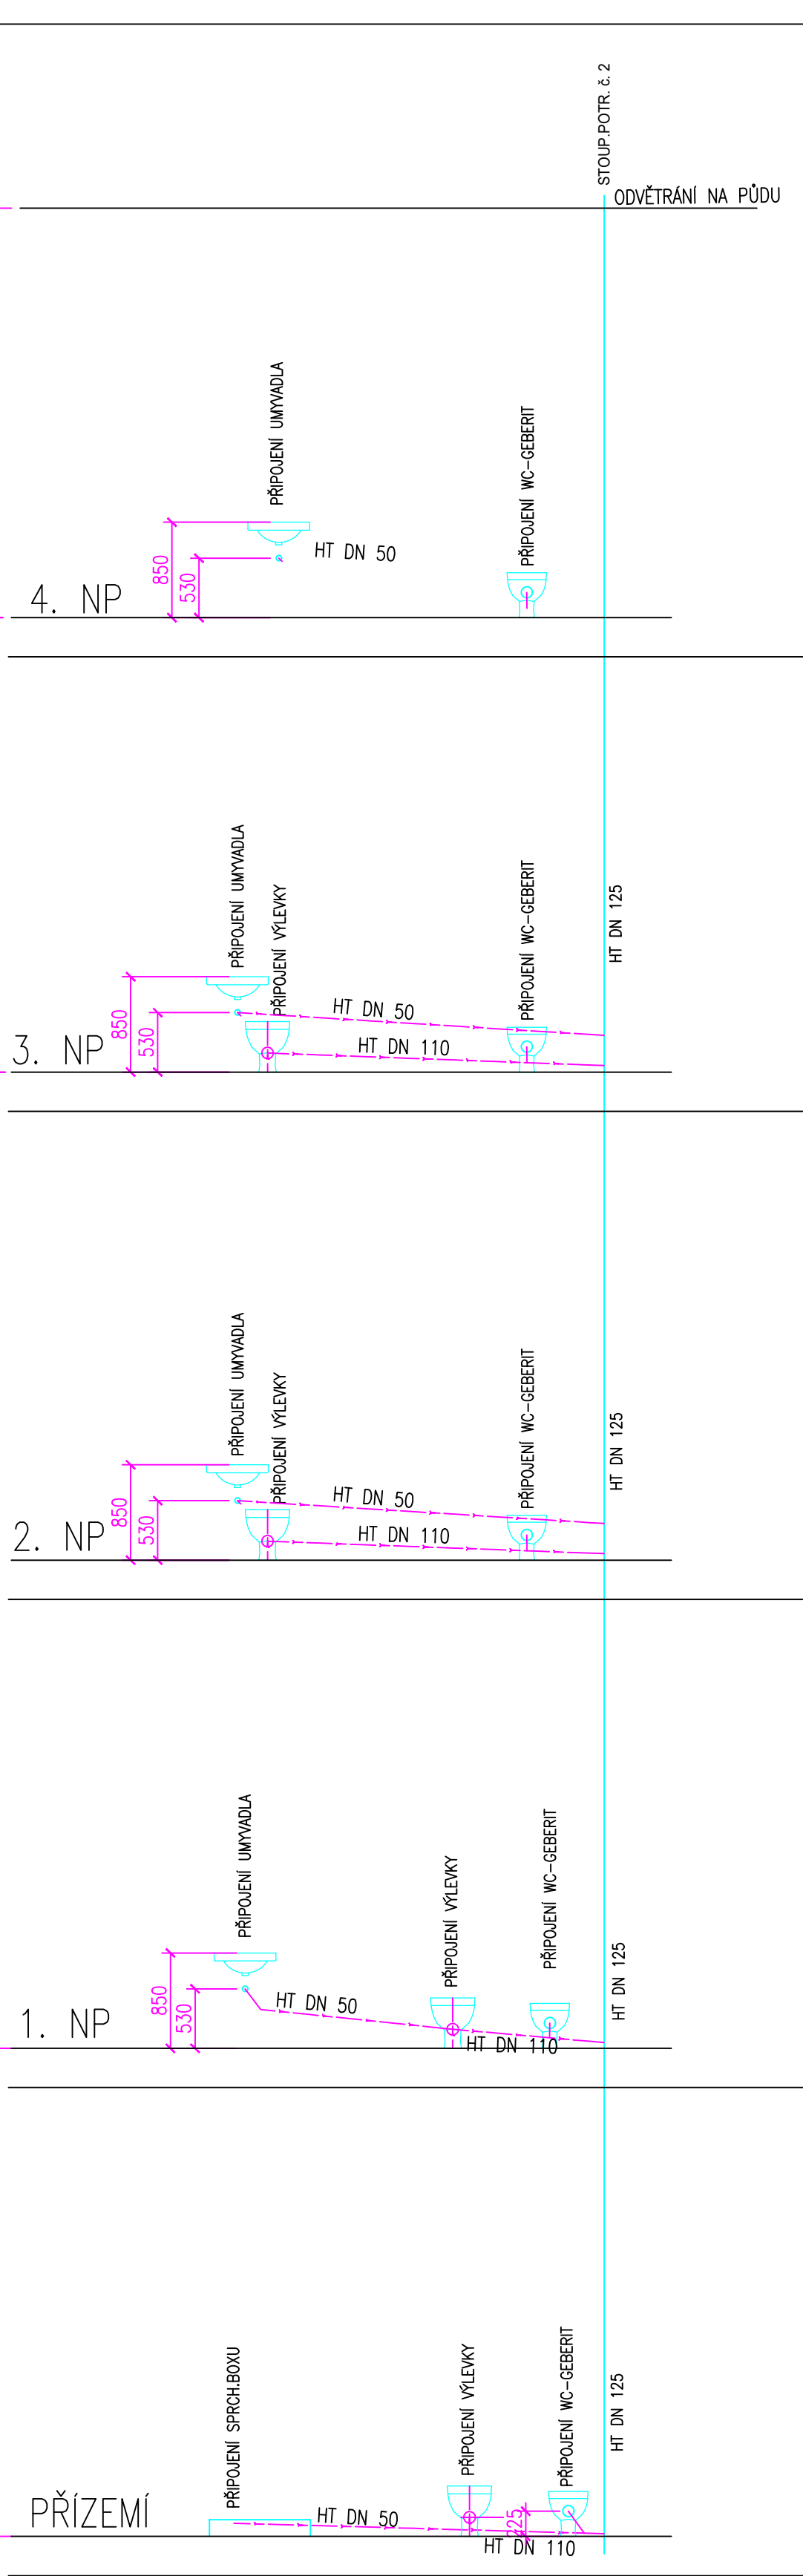 STOUP.POTR. č. 2
ODVĚTRÁNÍ NA PŮDU
PŘIPOJENÍ UMYVADLA
PŘIPOJENÍ WC-GEBERIT
HT DN 50
850
530
4. NP
PŘIPOJENÍ UMYVADLA
PŘIPOJENÍ VÝLEVKY
PŘIPOJENÍ WC-GEBERIT
HT DN 125
HT DN 50
850
530
3. NP
HT DN 110
PŘIPOJENÍ UMYVADLA
PŘIPOJENÍ VÝLEVKY
PŘIPOJENÍ WC-GEBERIT
HT DN 125
HT DN 50
850
530
2. NP
HT DN 110
PŘIPOJENÍ UMYVADLA
PŘIPOJENÍ VÝLEVKY
PŘIPOJENÍ WC-GEBERIT
HT DN 125
HT DN 50
850
530
1. NP
HT DN 110
PŘIPOJENÍ SPRCH.BOXU
PŘIPOJENÍ VÝLEVKY
PŘIPOJENÍ WC-GEBERIT
HT DN 125
PŘÍZEMÍ
HT DN 50
225
HT DN 110